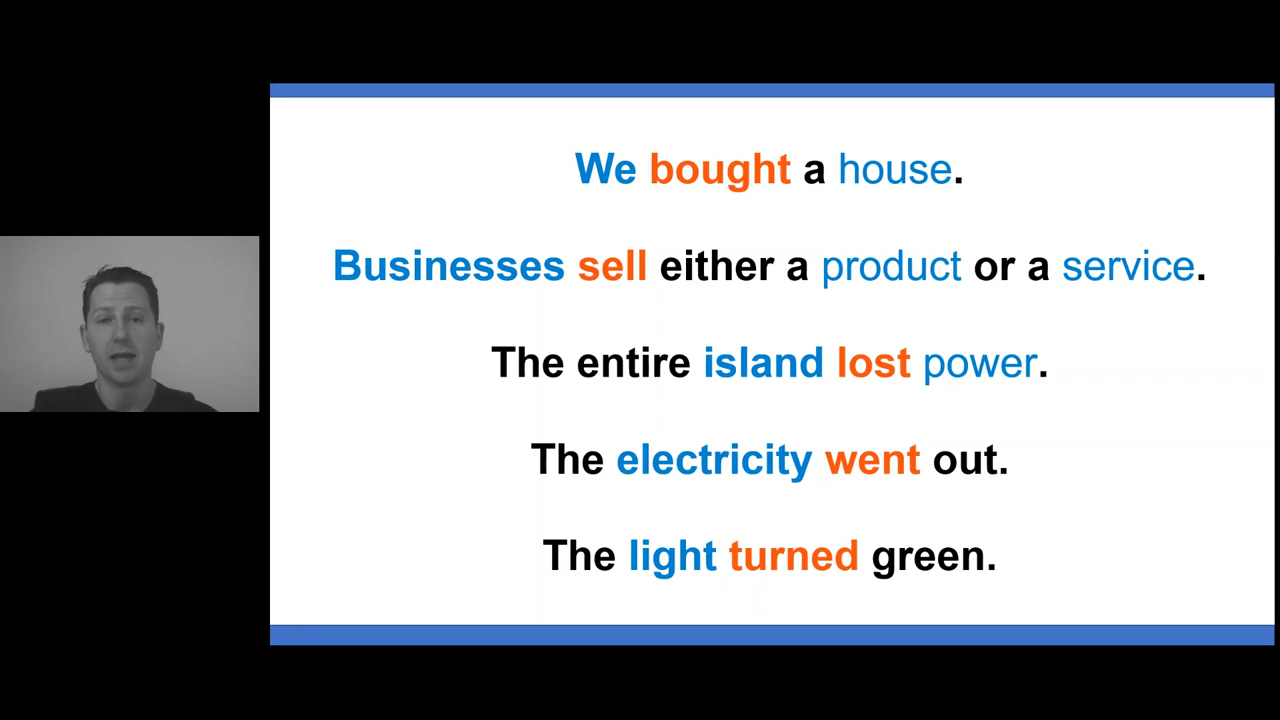 We bought a house.
Businesses sell either a product or a service.
The entire island lost power.
The electricity went out.
The light turned green.